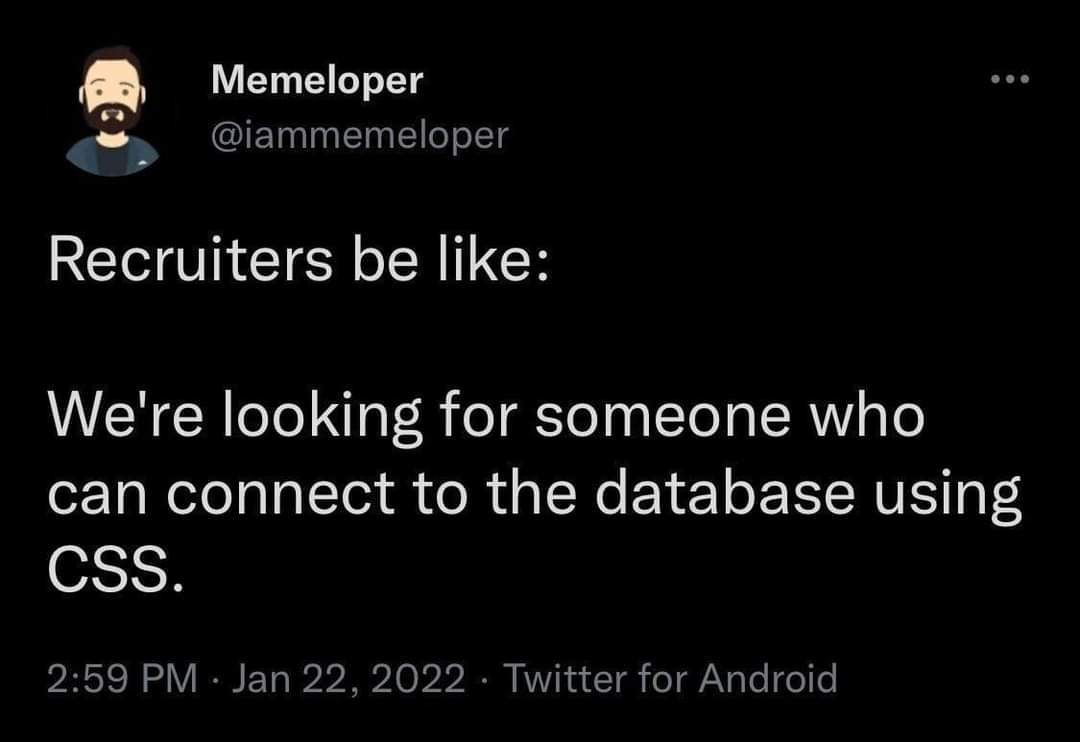 Memeloper
@iammemeloper
Recruiters be like:
We're looking for someone who
can connect to the database using
CSS.
2:59 PM · Jan 22, 2022 · Twitter for Android